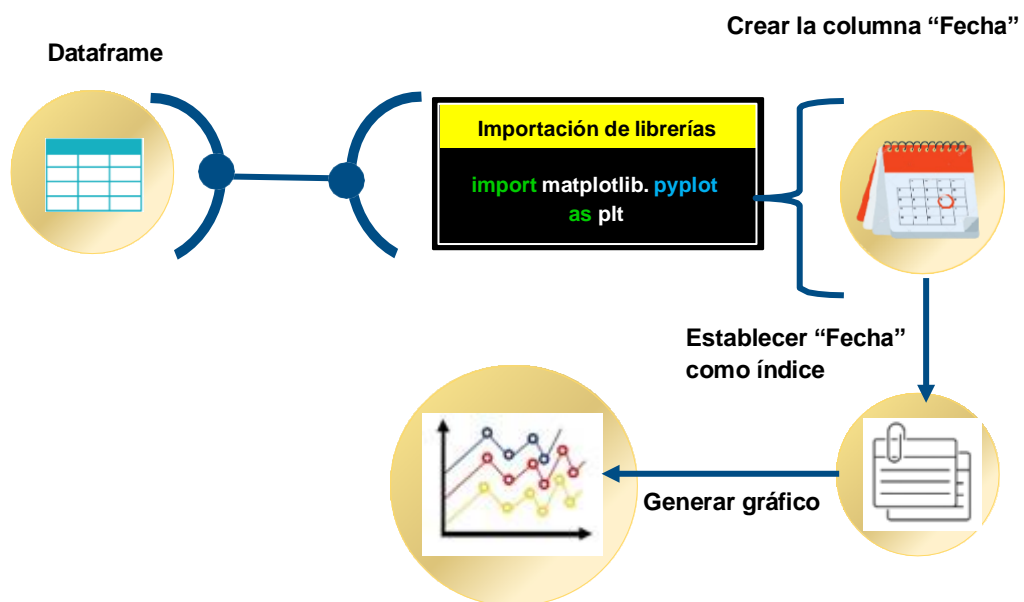 Crear la columna “Fecha”
Dataframe
Importación de librerías
import matplotlib. pyplot
as plt
Establecer “Fecha”
como índice
Generar gráfico